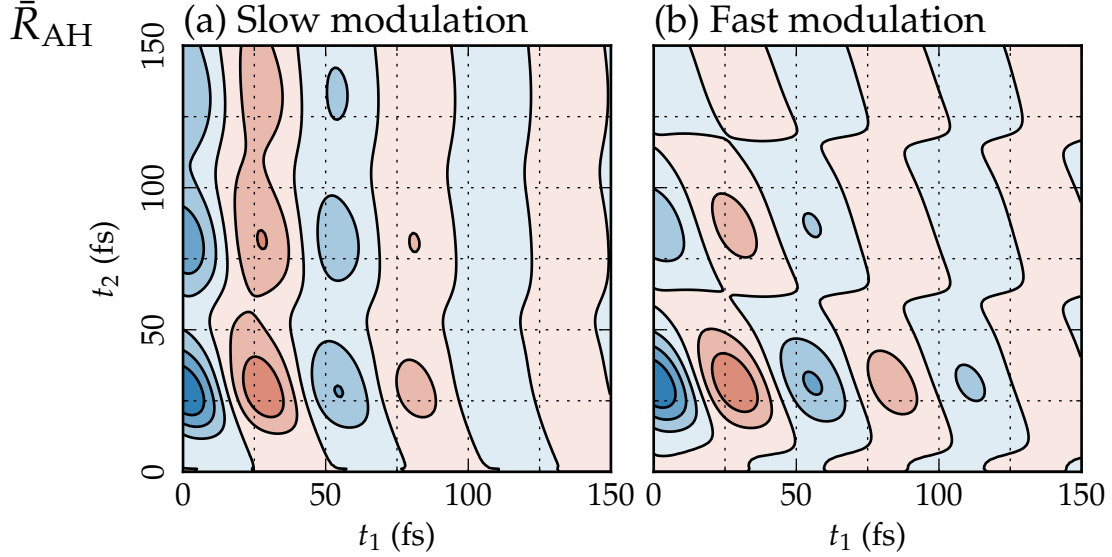 R̄AH
(a) Slow modulation
(b) Fast modulation
150
100
50
0
t2 (fs)
0 50 100 150
0 50 100 150
t1 (fs)
t1 (fs)